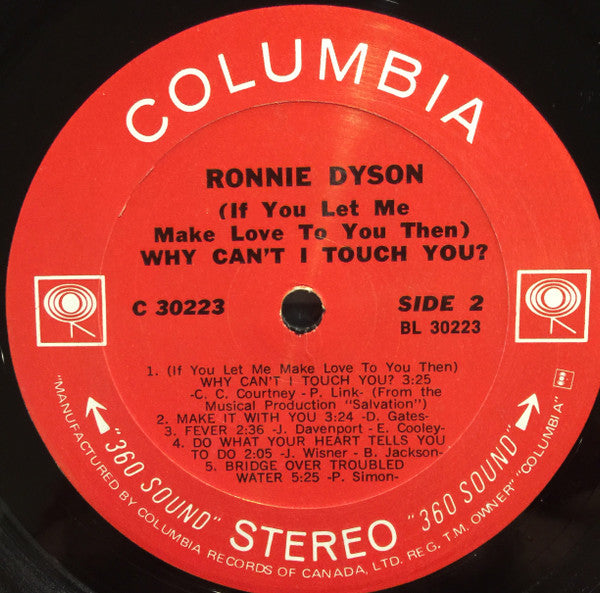 COLUMBIA
RONNIE DYSON
(If You Let Me
Make Love To You Then)
WHY CAN'T I TOUCH YOU?
C 30223
SIDE 2
BL 30223
1. (If You Let Me Make Love To You Then)
WHY CAN'T I TOUCH YOU? 3:25
-C. C. Courtney - P. Link- (From the
Musical Production "Salvation")
2. MAKE IT WITH YOU 3:24 -D. Gates-
3. FEVER 2:36 -J. Davenport - E. Cooley-
4. DO WHAT YOUR HEART TELLS YOU
TO DO 2:05 -J. Wisner - B. Jackson-
5. BRIDGE OVER TROUBLED
WATER 5:25 -P. Simon-
"360 SOUND" STEREO "360 SOUND"
"MANUFACTURED BY COLUMBIA RECORDS OF CANADA, LTD. REG. T.M. OWNER" "COLUMBIA"